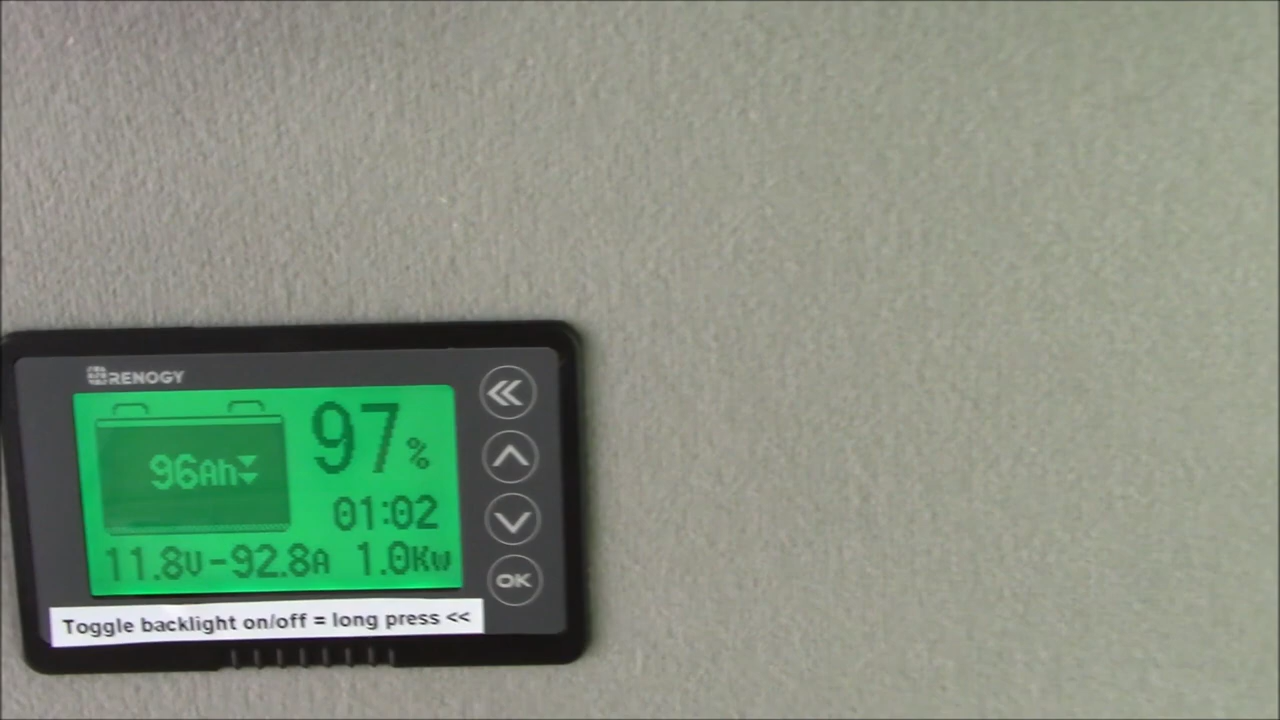 RENOGY
96Ah
97%
01:02
11.8V -92.8A 1.0Kw
OK
Toggle backlight on/off = long press <<